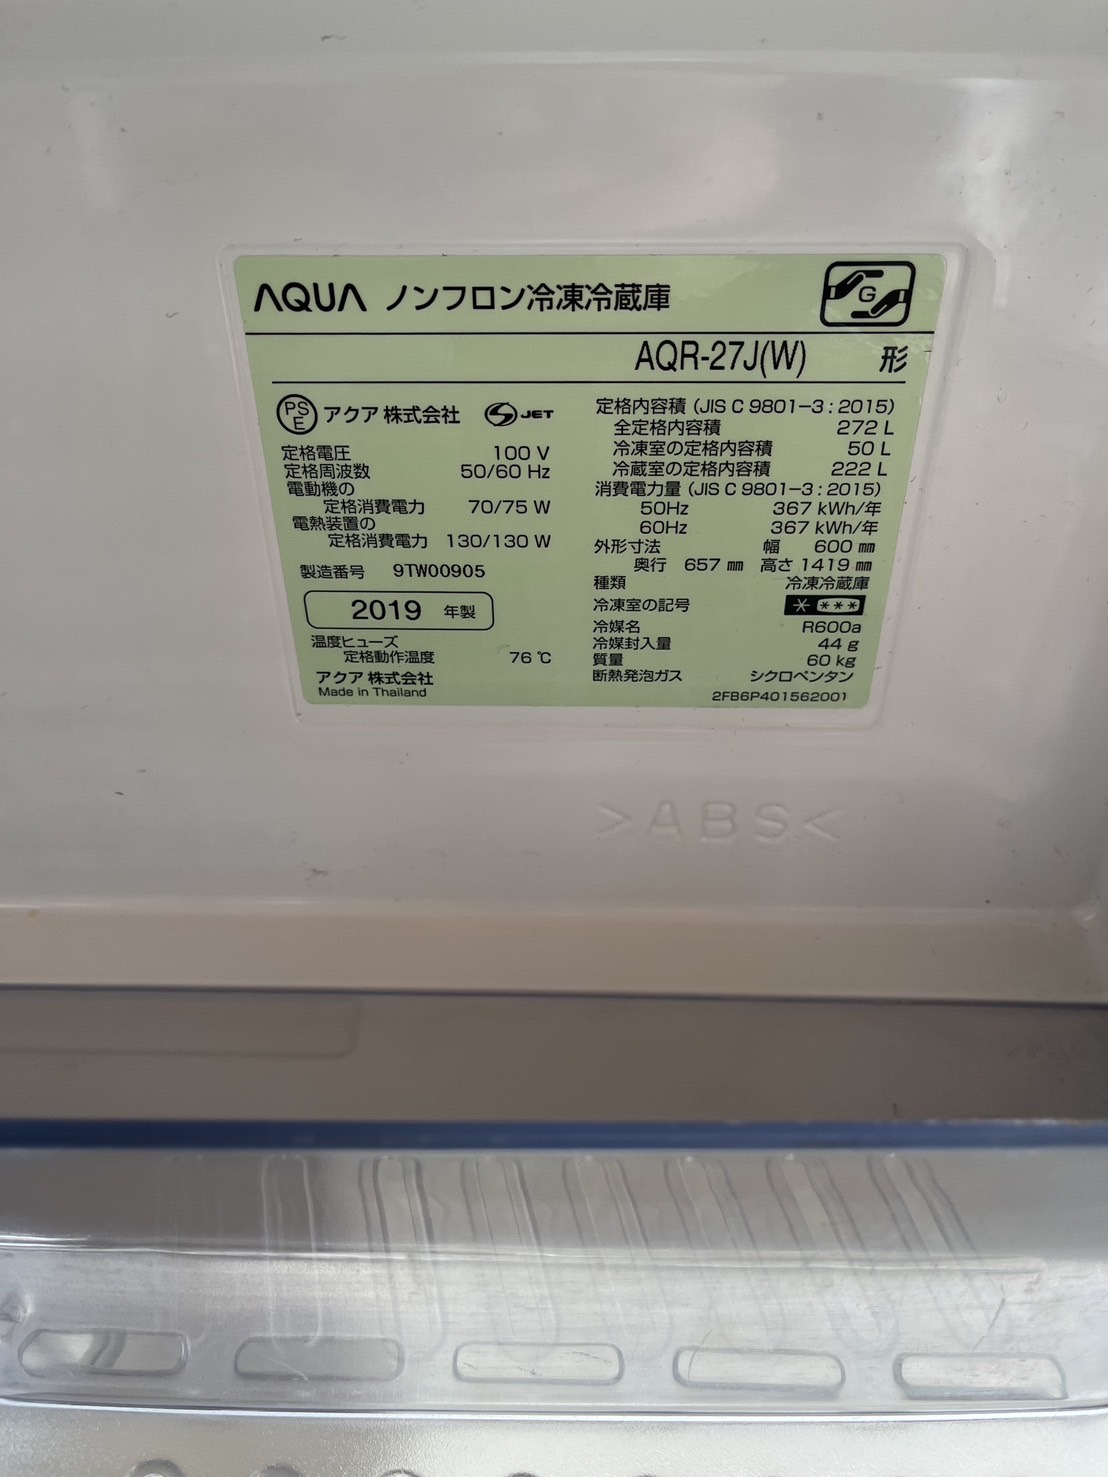 AQUA ノンフロン冷凍冷蔵庫
G
AQR-27J(W) 形
PSE アクア 株式会社 S JET
定格電圧 100 V
定格周波数 50/60 Hz
電動機の
定格消費電力 70/75 W
電熱装置の
定格消費電力 130/130 W
製造番号 9TW00905
2019 年製
温度ヒューズ
定格動作温度 76 ℃
アクア 株式会社
Made in Thailand
定格内容積 (JIS C 9801-3 : 2015)
全定格内容積 272 L
冷凍室の定格内容積 50 L
冷蔵室の定格内容積 222 L
消費電力量 (JIS C 9801-3 : 2015)
50Hz 367 kWh/年
60Hz 367 kWh/年
外形寸法 幅 600 ㎜
奥行 657 ㎜ 高さ 1419 ㎜
種類 冷凍冷蔵庫
冷凍室の記号 * ***
冷媒名 R600a
冷媒封入量 44 g
質量 60 kg
断熱発泡ガス シクロペンタン
2FB6P401562001
>ABS<